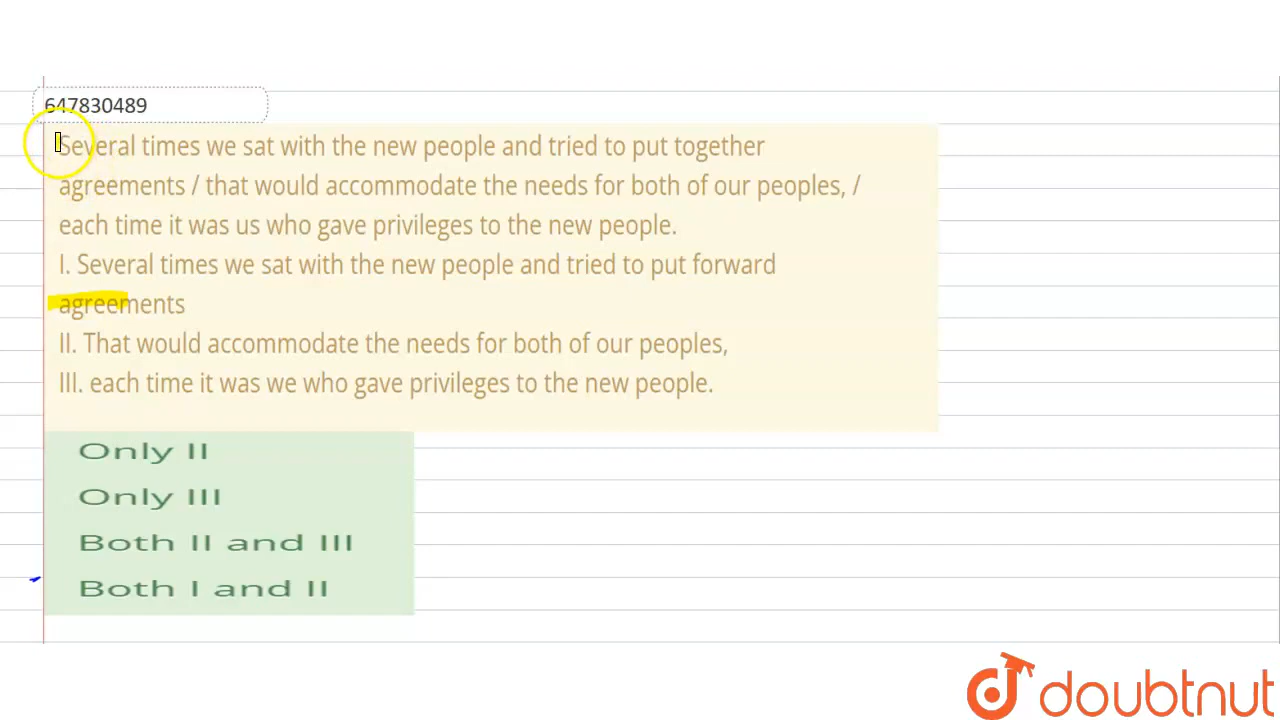 647830489
Several times we sat with the new people and tried to put together
agreements / that would accommodate the needs for both of our peoples, /
each time it was us who gave privileges to the new people.
I. Several times we sat with the new people and tried to put forward
agreements
II. That would accommodate the needs for both of our peoples,
III. each time it was we who gave privileges to the new people.
Only II
Only III
Both II and III
Both I and II
doubtnut